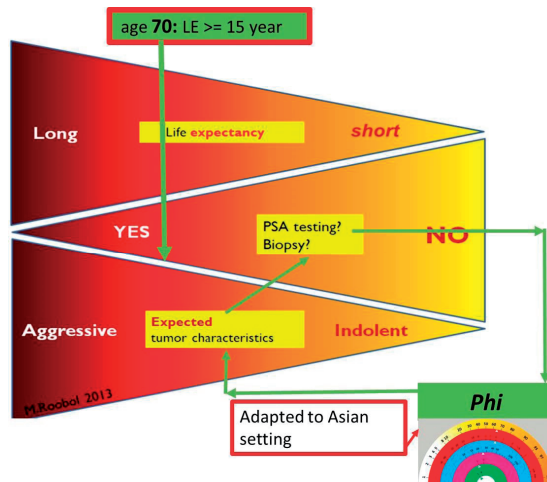 age 70: LE >= 15 year
Long
Life expectancy
short
YES
PSA testing?
Biopsy?
NO
Aggressive
Expected
tumor characteristics
Indolent
M.Roobol 2013
Adapted to Asian
setting
Phi